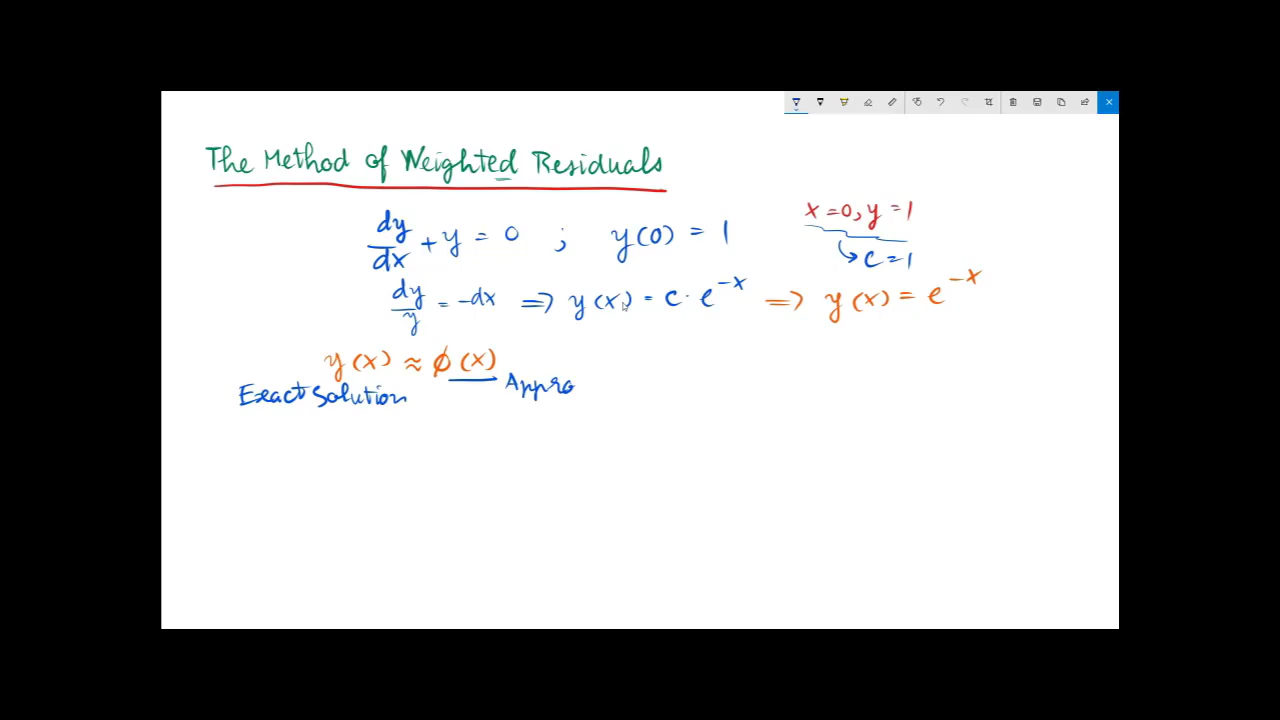 The Method of Weighted Residuals
dy/dx + y = 0 ; y(0) = 1
x = 0, y = 1
↳ c = 1
dy/y = -dx ⟹ y(x) = c · e^{-x} ⟹ y(x) = e^{-x}
y(x) ≈ ϕ(x)
Exact Solution
Appro